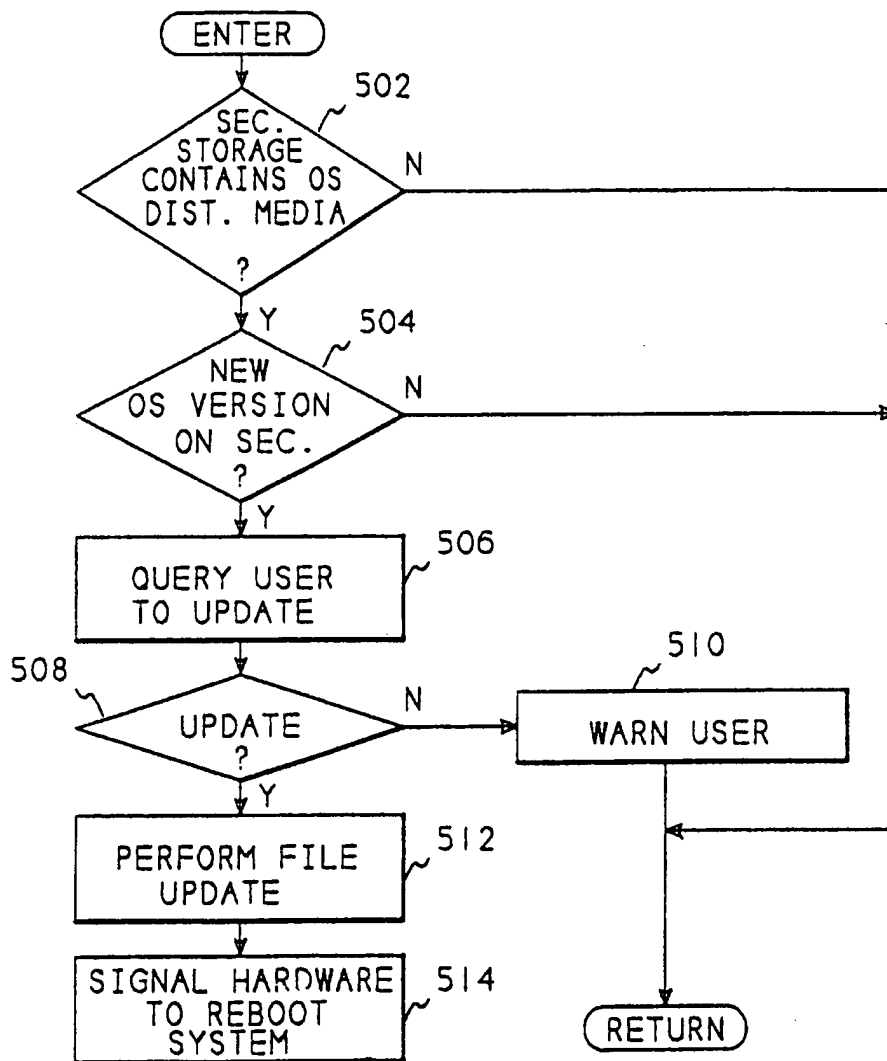 ENTER
502
SEC.
STORAGE
CONTAINS OS
DIST. MEDIA
?
N
Y
504
NEW
OS VERSION
ON SEC.
?
N
Y
506
QUERY USER
TO UPDATE
508
UPDATE
?
N
Y
510
WARN USER
512
PERFORM FILE
UPDATE
514
SIGNAL HARDWARE
TO REBOOT
SYSTEM
RETURN